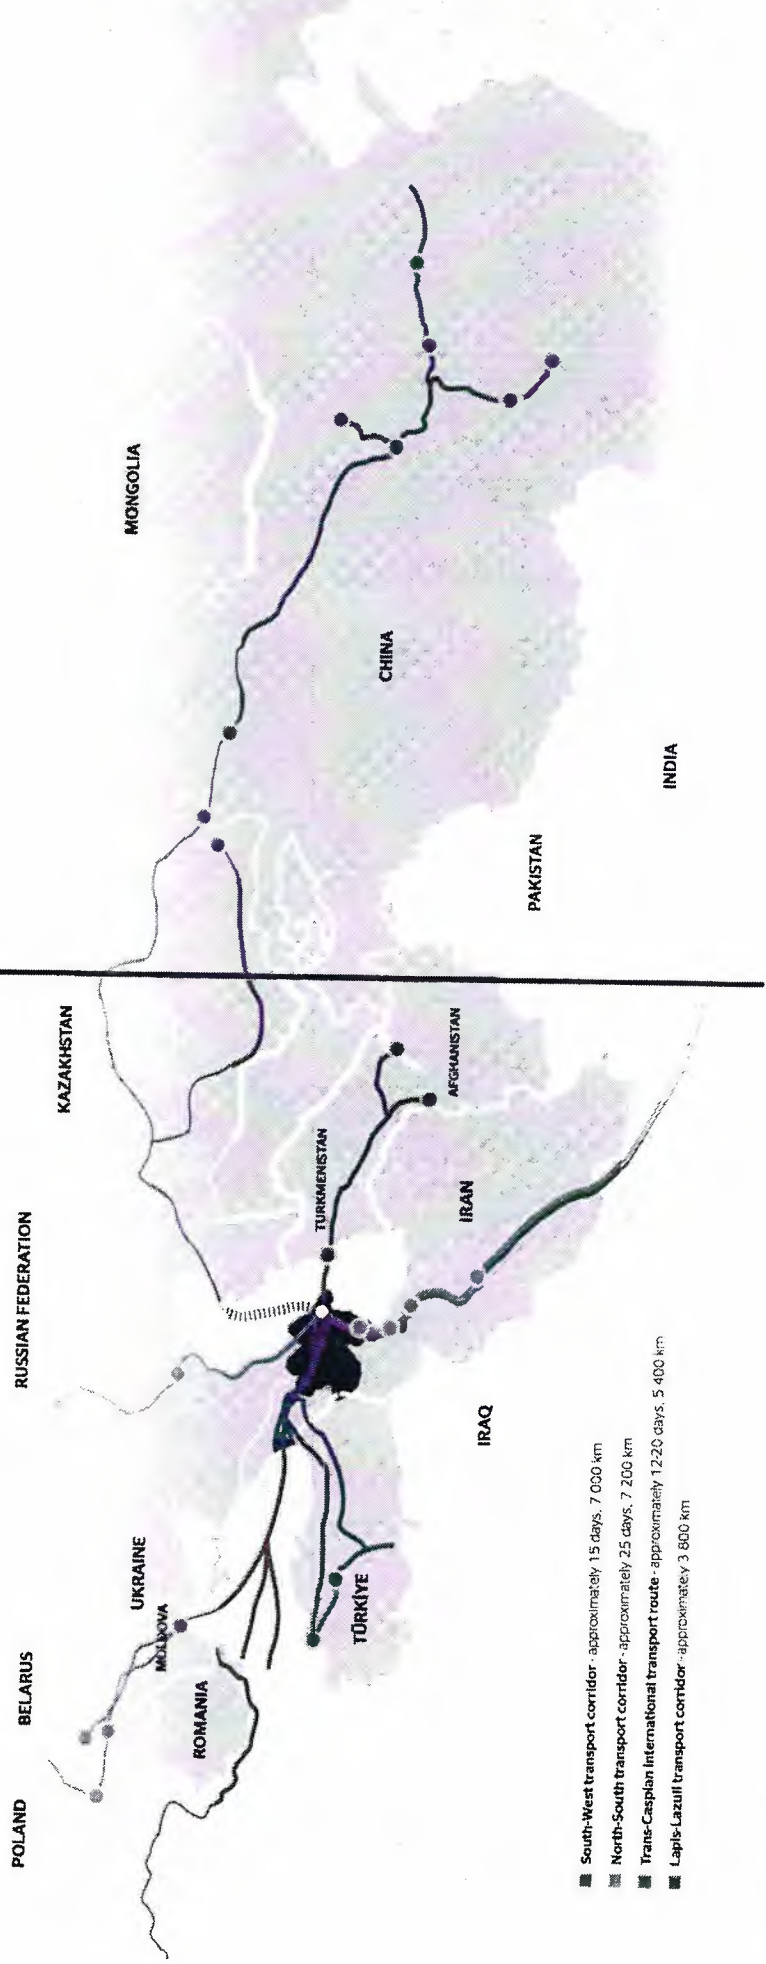 POLAND
BELARUS
UKRAINE
MOLDOVA
ROMANIA
RUSSIAN FEDERATION
KAZAKHSTAN
MONGOLIA
TÜRKİYE
TURKMENISTAN
AFGHANISTAN
IRAQ
IRAN
CHINA
PAKISTAN
INDIA
South-West transport corridor - approximately 15 days, 7 000 km
North-South transport corridor - approximately 25 days, 7 200 km
Trans-Caspian International transport route - approximately 12-20 days, 5 400 km
Lapis-Lazuli transport corridor - approximately 3 800 km